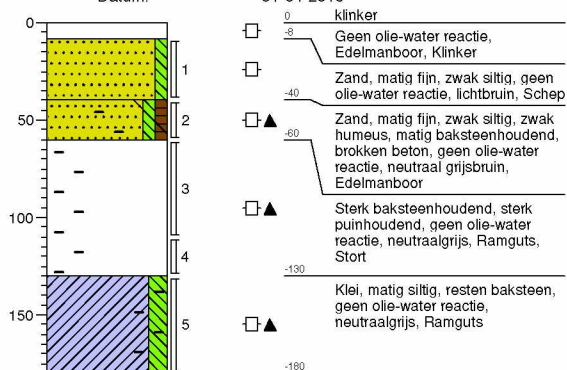 Datum:
0
klinker
-8
Geen olie-water reactie,
Edelmanboor, Klinker
Zand, matig fijn, zwak siltig, geen
-40
olie-water reactie, lichtbruin, Schep
Zand, matig fijn, zwak siltig, zwak
-60
humeus, matig baksteenhoudend,
brokken beton, geen olie-water
reactie, neutraal grijsbruin,
Edelmanboor
Sterk baksteenhoudend, sterk
puinhoudend, geen olie-water
reactie, neutraalgrijs, Ramguts,
Stort
-130
Klei, matig siltig, resten baksteen,
geen olie-water reactie,
neutraalgrijs, Ramguts
-180
0
50
100
150
1
2
3
4
5